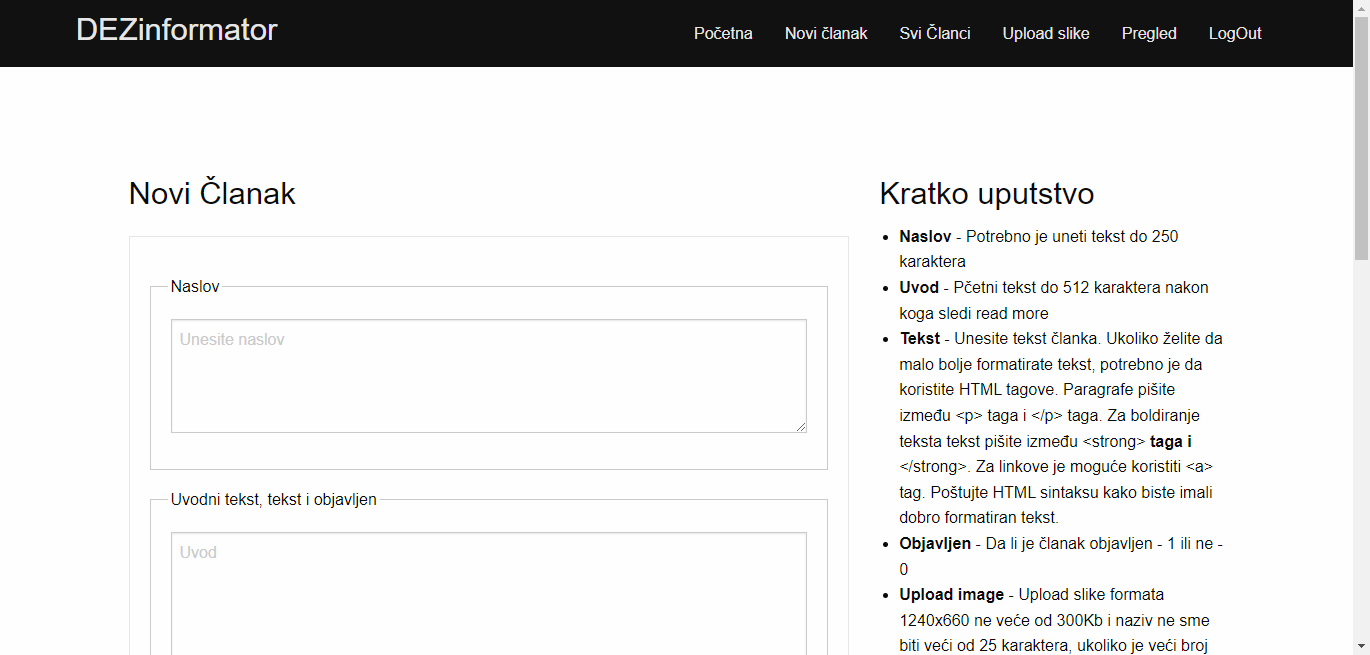 DEZinformator
Početna Novi članak Svi Članci Upload slike Pregled LogOut
Novi Članak
Naslov
Unesite naslov
Uvodni tekst, tekst i objavljen
Uvod
Kratko uputstvo
Naslov - Potrebno je uneti tekst do 250
karaktera
Uvod - Pčetni tekst do 512 karaktera nakon
koga sledi read more
Tekst - Unesite tekst članka. Ukoliko želite da
malo bolje formatirate tekst, potrebno je da
koristite HTML tagove. Paragrafe pišite
između <p> taga i </p> taga. Za boldiranje
teksta tekst pišite između <strong> taga i
</strong>. Za linkove je moguće koristiti <a>
tag. Poštujte HTML sintaksu kako biste imali
dobro formatiran tekst.
Objavljen - Da li je članak objavljen - 1 ili ne -
0
Upload image - Upload slike formata
1240x660 ne veće od 300Kb i naziv ne sme
biti veći od 25 karaktera, ukoliko je veći broj